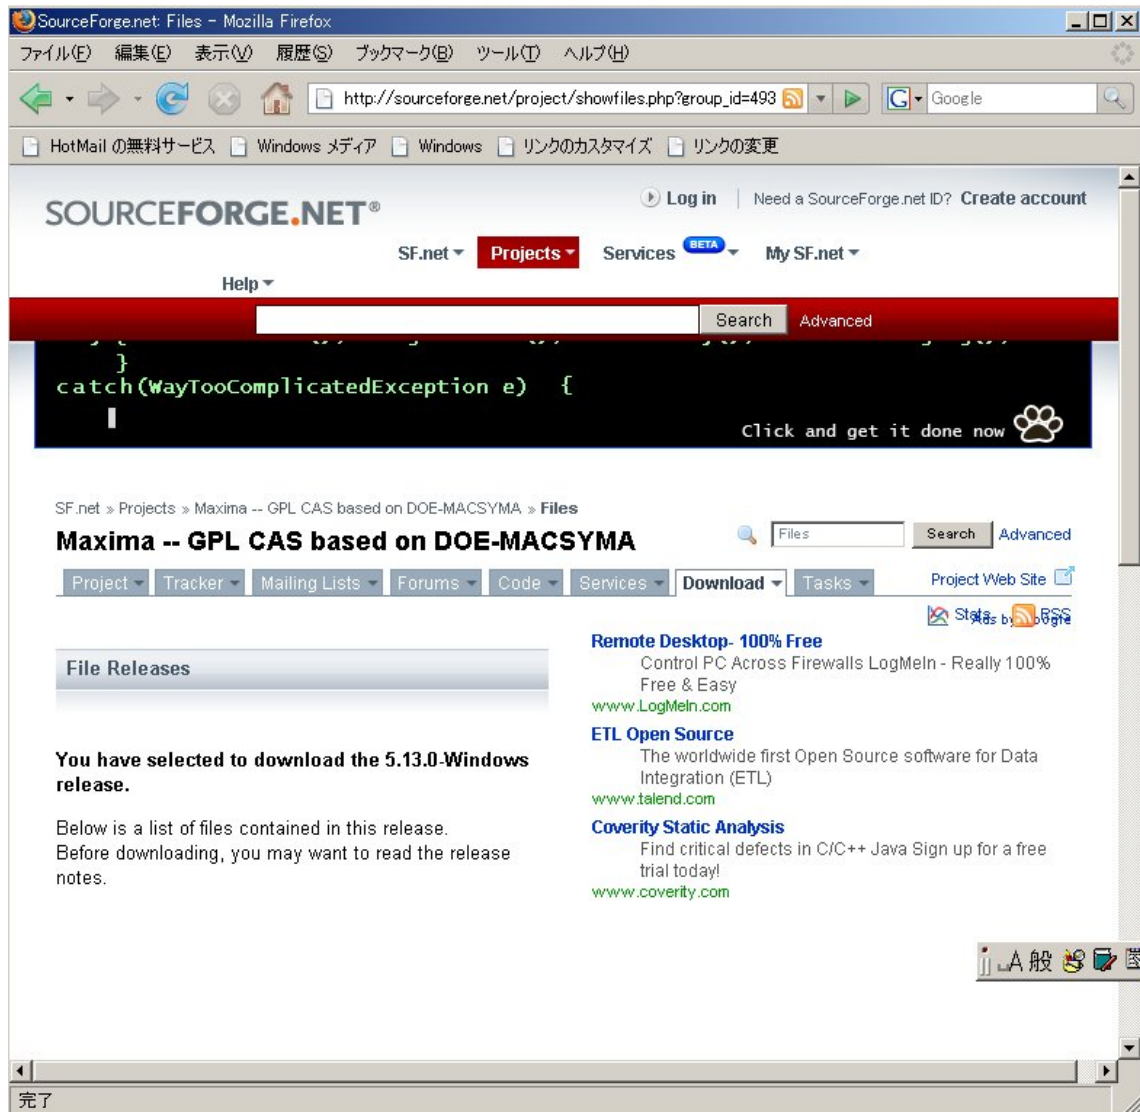 SourceForge.net: Files - Mozilla Firefox
ファイル(F) 編集(E) 表示(V) 履歴(S) ブックマーク(B) ツール(T) ヘルプ(H)
http://sourceforge.net/project/showfiles.php?group_id=493 Google
HotMail の無料サービス Windows メディア Windows リンクのカスタマイズ リンクの変更
SOURCEFORGE.NET®
Log in Need a SourceForge.net ID? Create account
SF.net Projects Services BETA My SF.net
Help
Search Advanced
}
catch(WayTooComplicatedException e) {
Click and get it done now
SF.net » Projects » Maxima -- GPL CAS based on DOE-MACSYMA » Files
Maxima -- GPL CAS based on DOE-MACSYMA
Files Search Advanced
Project Tracker Mailing Lists Forums Code Services Download Tasks Project Web Site
Stats RSS
File Releases
You have selected to download the 5.13.0-Windows
release.
Below is a list of files contained in this release.
Before downloading, you may want to read the release
notes.
Remote Desktop- 100% Free
Control PC Across Firewalls LogMeIn - Really 100%
Free & Easy
www.LogMeIn.com
ETL Open Source
The worldwide first Open Source software for Data
Integration (ETL)
www.talend.com
Coverity Static Analysis
Find critical defects in C/C++ Java Sign up for a free
trial today!
www.coverity.com
A 般
完了